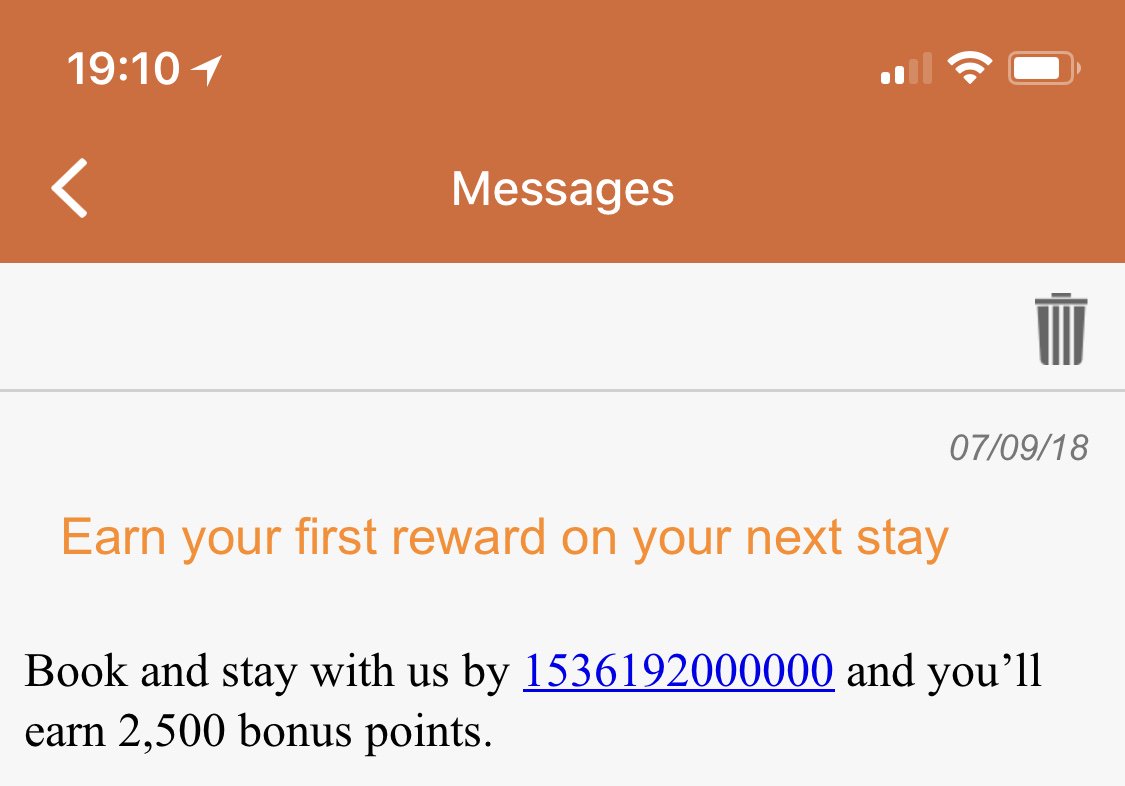 19:10
Messages
07/09/18
Earn your first reward on your next stay
Book and stay with us by 1536192000000 and you’ll
earn 2,500 bonus points.